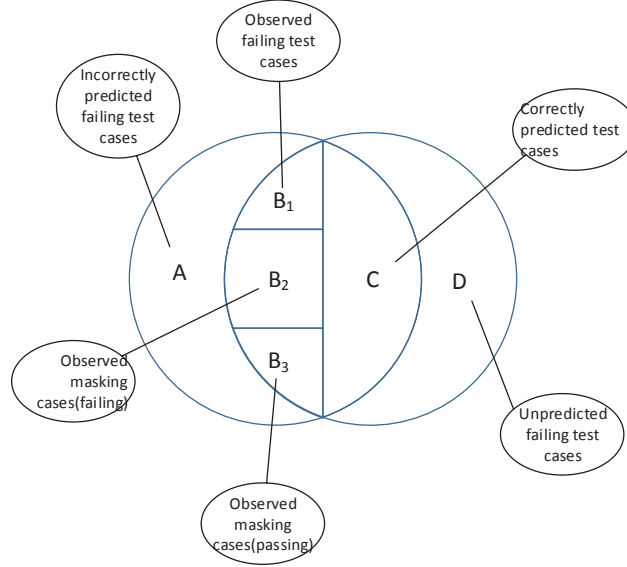 Observed
failing test
cases
Incorrectly
predicted
failing test
cases
Correctly
predicted test
cases
B₁
A
B₂
C
D
B₃
Observed
masking
cases(failing)
Unpredicted
failing test
cases
Observed
masking
cases(passing)